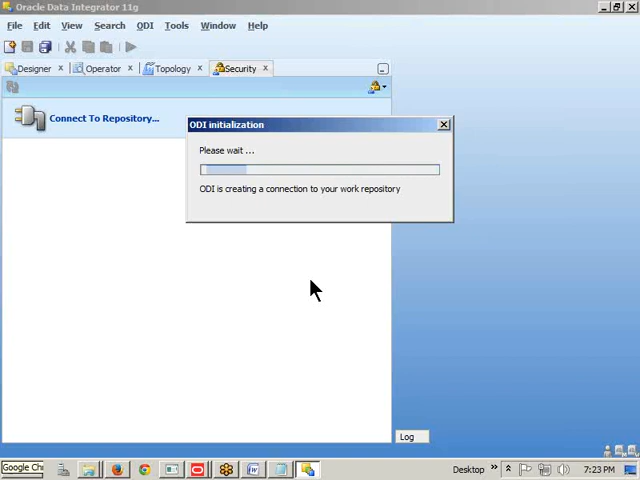 Oracle Data Integrator 11g
File Edit View Search ODI Tools Window Help
Designer Operator Topology Security
Connect To Repository...
ODI initialization
Please wait ...
ODI is creating a connection to your work repository
Log
Google Chr
Desktop
7:23 PM